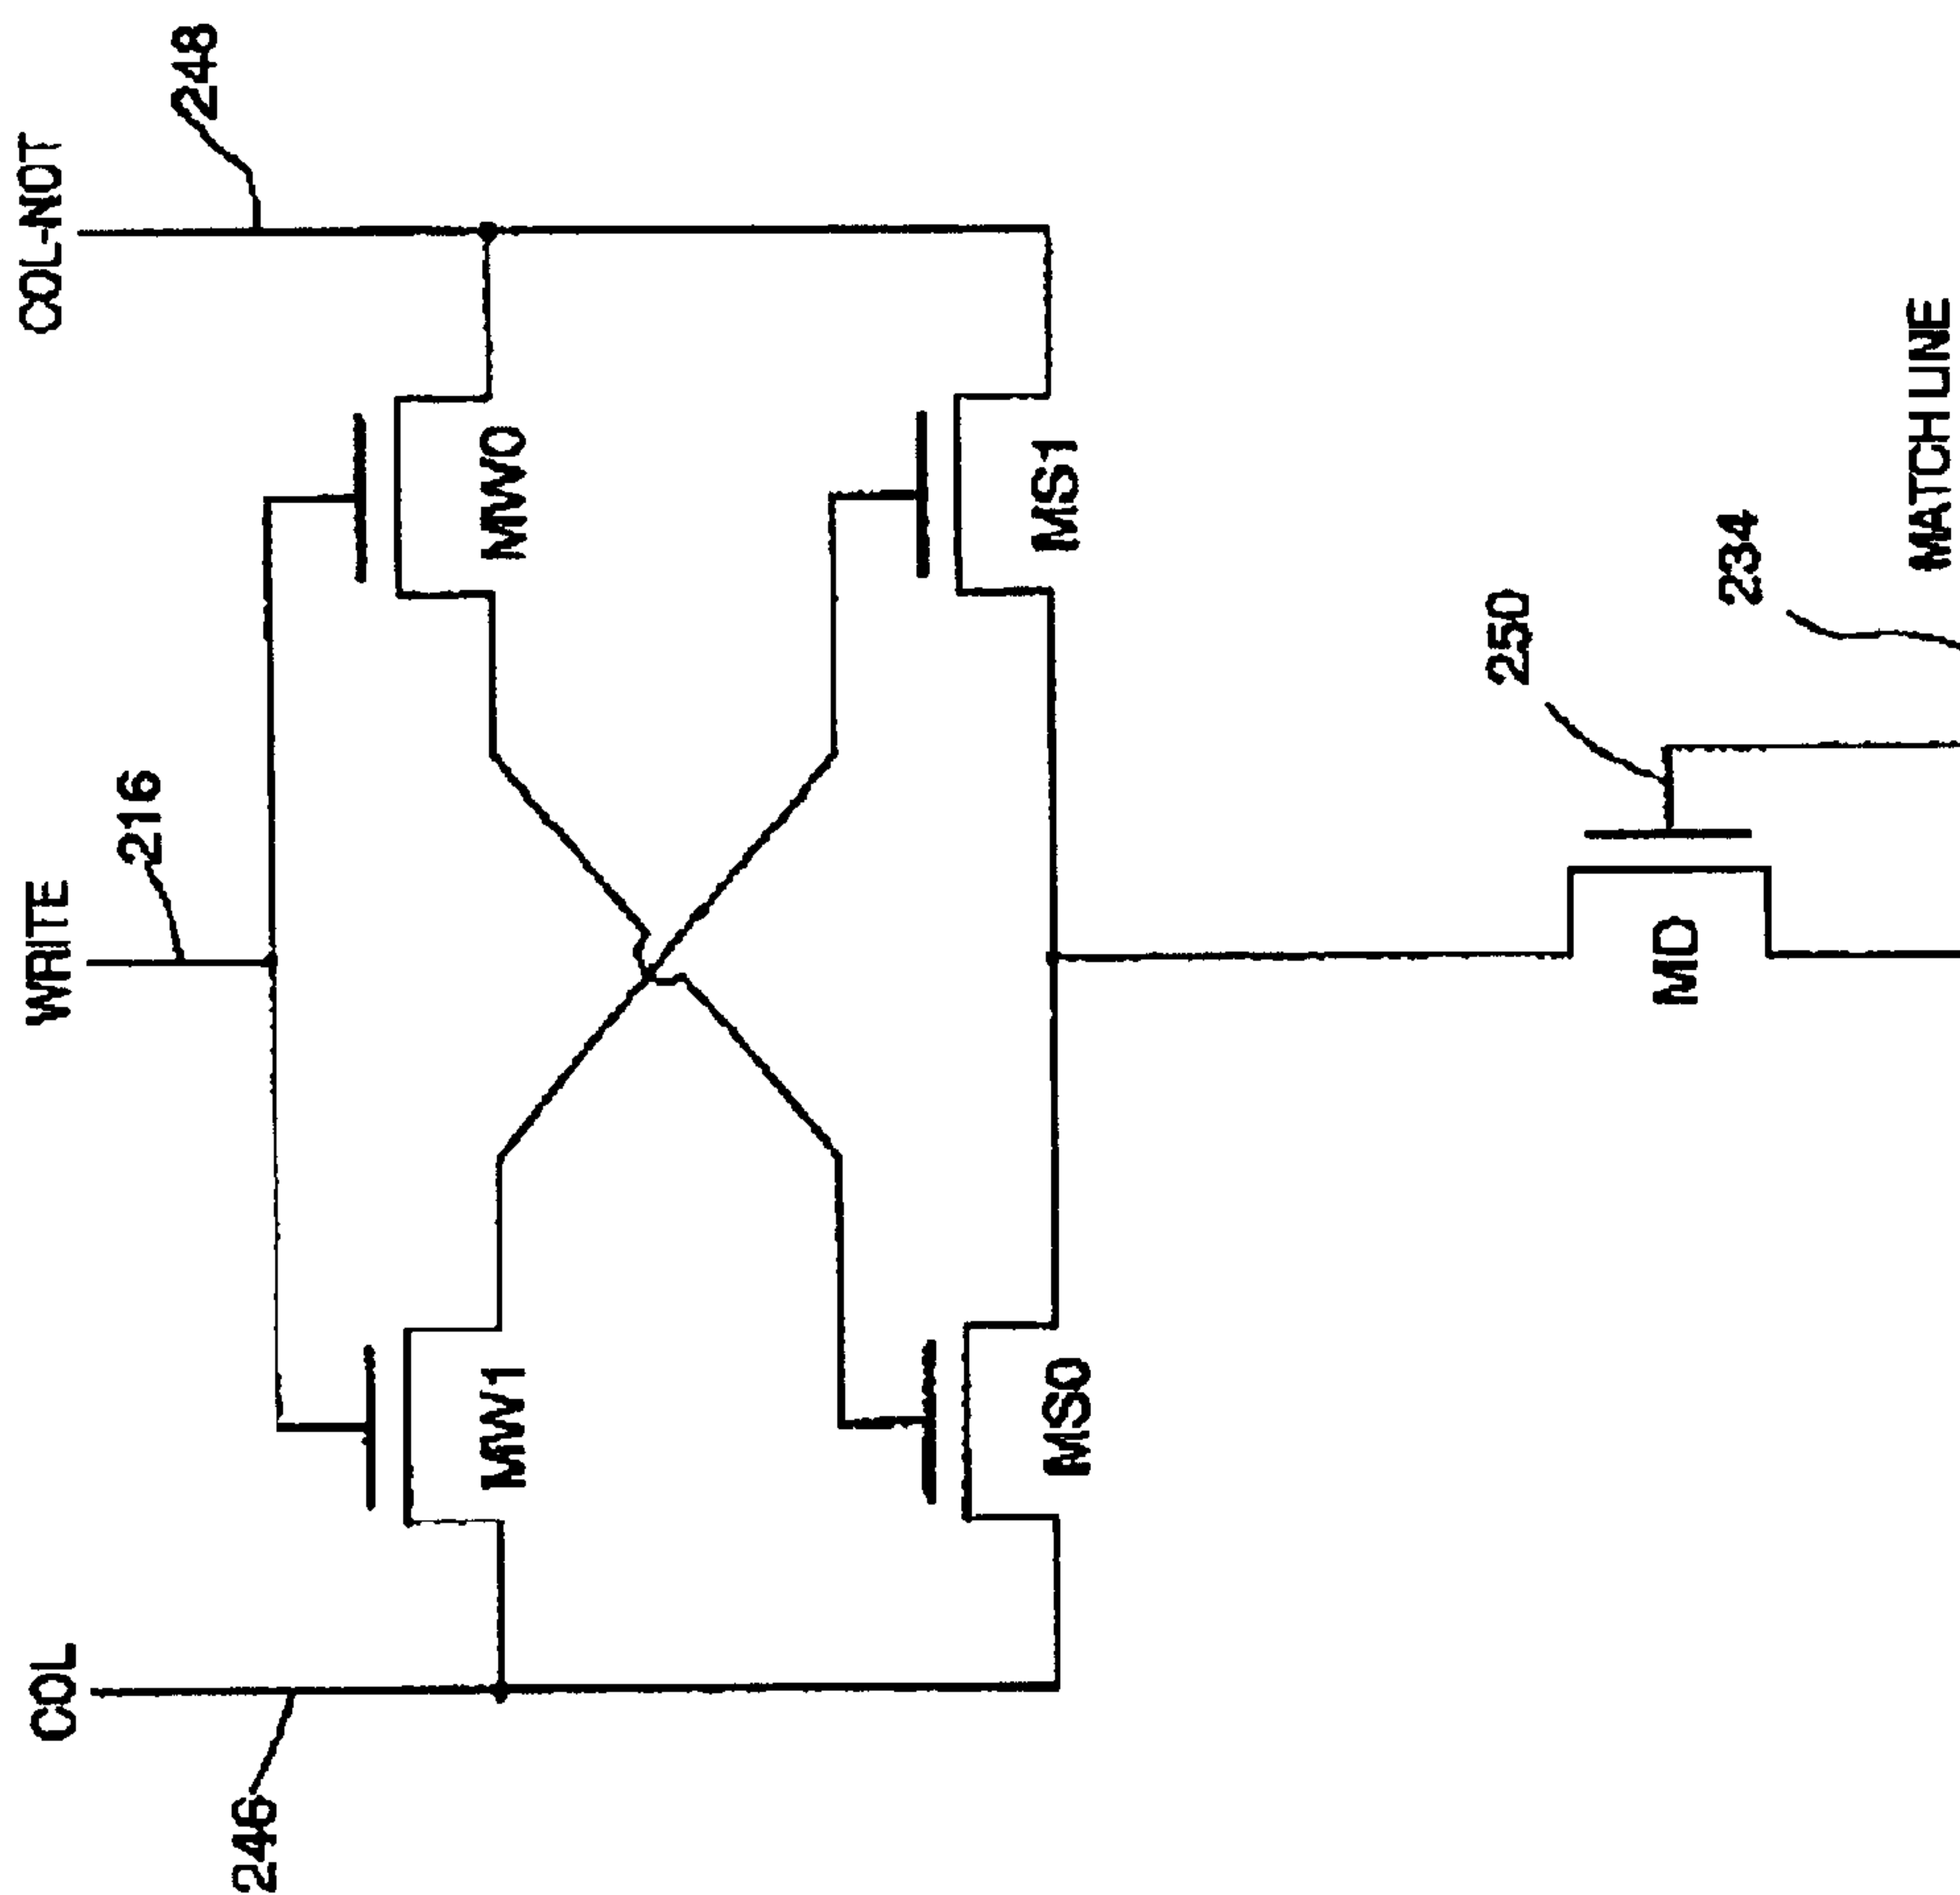 COL
WRITE
COL-NOT
246
216
248
MW1
MW0
MS0
MS1
250
MD
234
MATCH LINE